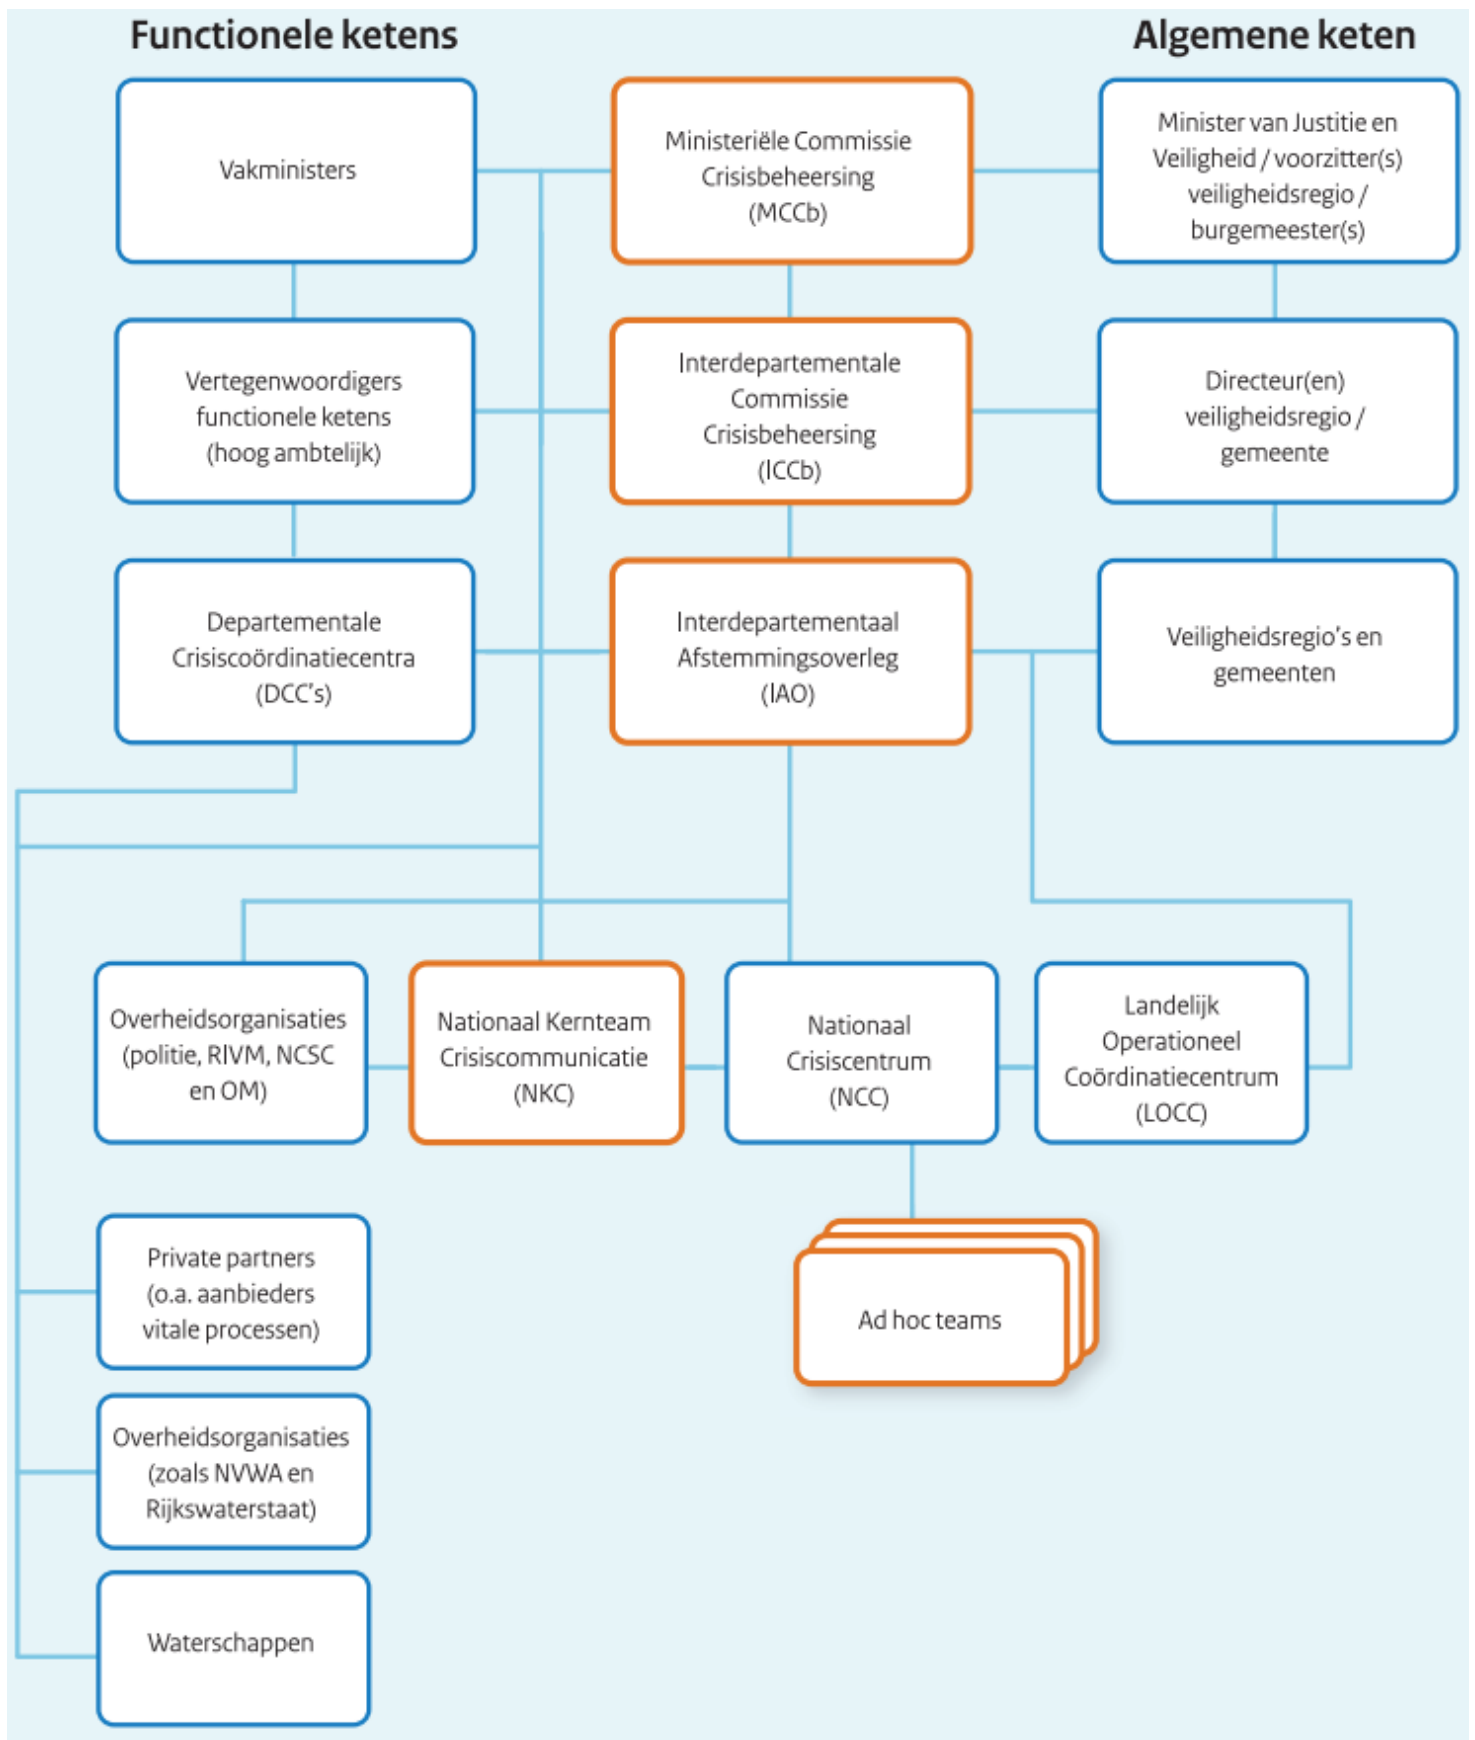 Functionele ketens
Algemene keten
Vakministers
Ministeriële Commissie
Crisisbeheersing
(MCCb)
Minister van Justitie en
Veiligheid / voorzitter(s)
veiligheidsregio /
burgemeester(s)
Vertegenwoordigers
functionele ketens
(hoog ambtelijk)
Interdepartementale
Commissie
Crisisbeheersing
(ICCb)
Directeur(en)
veiligheidsregio /
gemeente
Departementale
Crisiscoördinatiecentra
(DCC's)
Interdepartementaal
Afstemmingsoverleg
(IAO)
Veiligheidsregio's en
gemeenten
Overheidsorganisaties
(politie, RIVM, NCSC
en OM)
Nationaal Kernteam
Crisiscommunicatie
(NKC)
Nationaal
Crisiscentrum
(NCC)
Landelijk
Operationeel
Coördinatiecentrum
(LOCC)
Private partners
(o.a. aanbieders
vitale processen)
Ad hoc teams
Overheidsorganisaties
(zoals NVWA en
Rijkswaterstaat)
Waterschappen